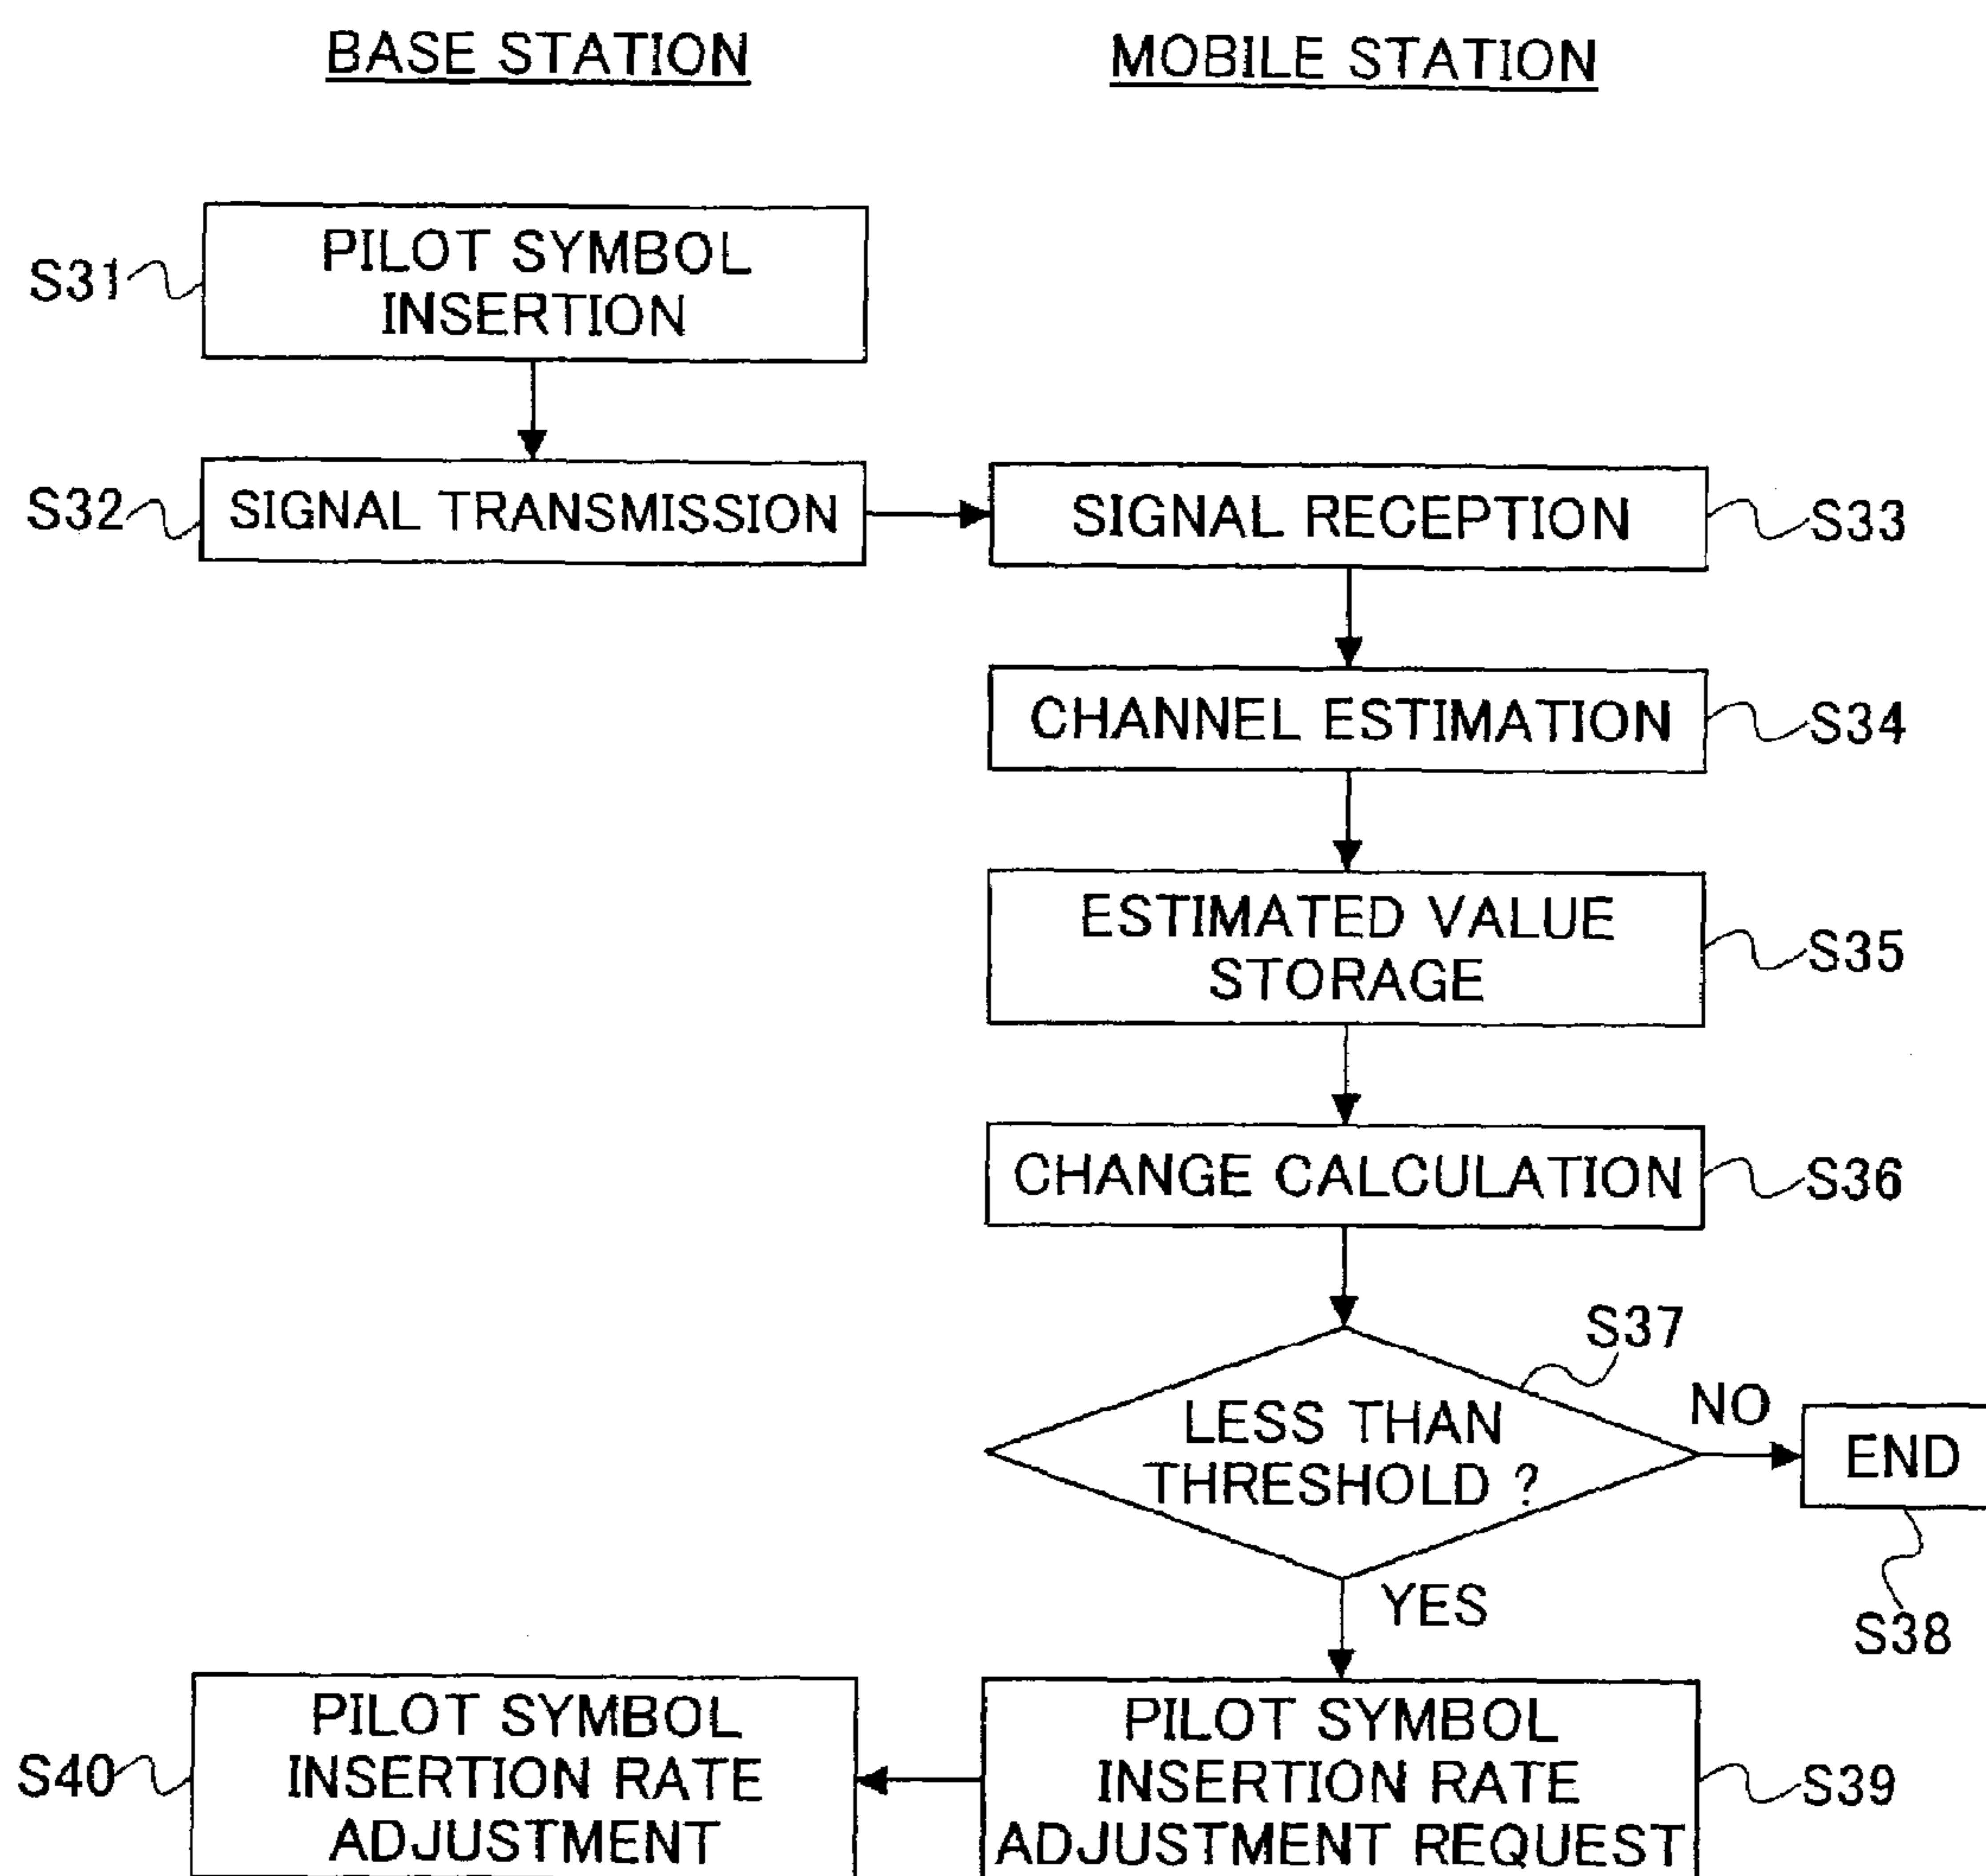 BASE STATION
MOBILE STATION
S31
PILOT SYMBOL
INSERTION
S32
SIGNAL TRANSMISSION
SIGNAL RECEPTION
S33
CHANNEL ESTIMATION
S34
ESTIMATED VALUE
STORAGE
S35
CHANGE CALCULATION
S36
S37
LESS THAN
THRESHOLD ?
NO
END
S38
YES
S40
PILOT SYMBOL
INSERTION RATE
ADJUSTMENT
PILOT SYMBOL
INSERTION RATE
ADJUSTMENT REQUEST
S39